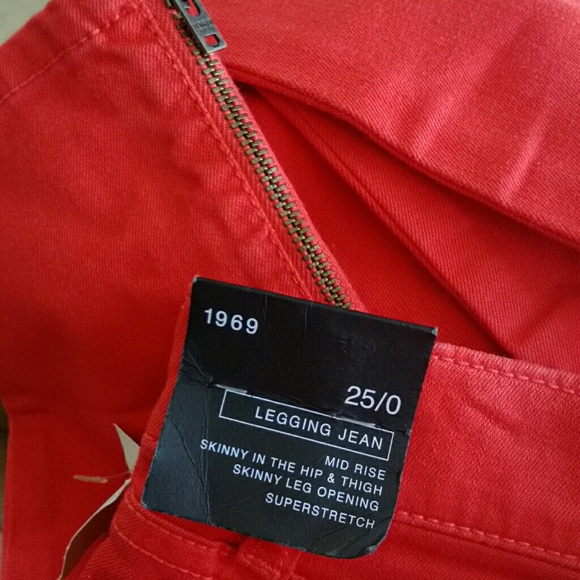 1969
25/0
LEGGING JEAN
MID RISE
SKINNY IN THE HIP & THIGH
SKINNY LEG OPENING
SUPERSTRETCH